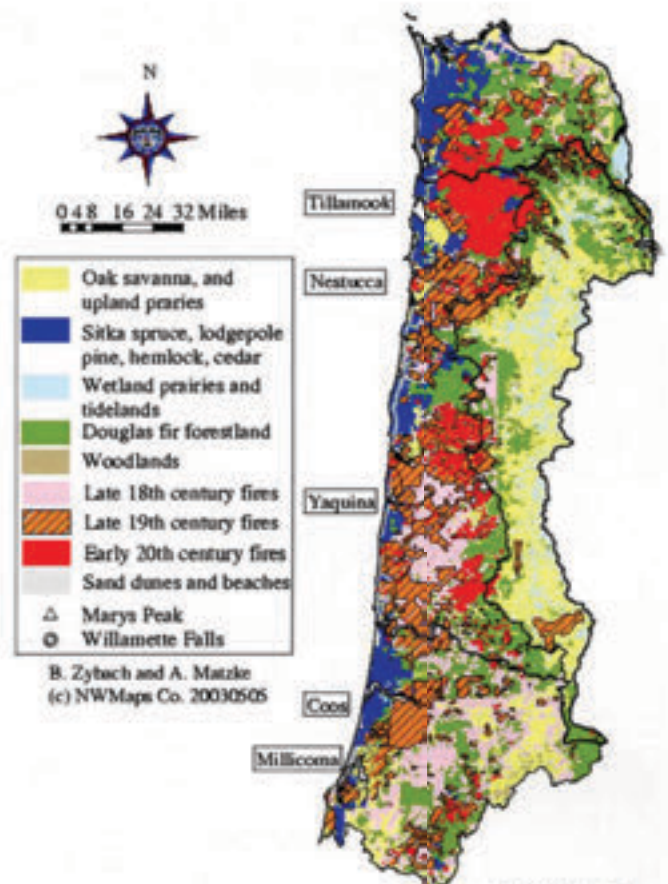 N
0 4 8 16 24 32 Miles
Tillamook
Nestucca
Oak savanna, and
upland praries
Sitka spruce, lodgepole
pine, hemlock, cedar
Wetland prairies and
tidelands
Douglas fir forestland
Woodlands
Late 18th century fires
Late 19th century fires
Early 20th century fires
Sand dunes and beaches
Marys Peak
Willamette Falls
Yaquina
B. Zybach and A. Matzke
(c) NWMaps Co. 20030505
Coos
Millicoma